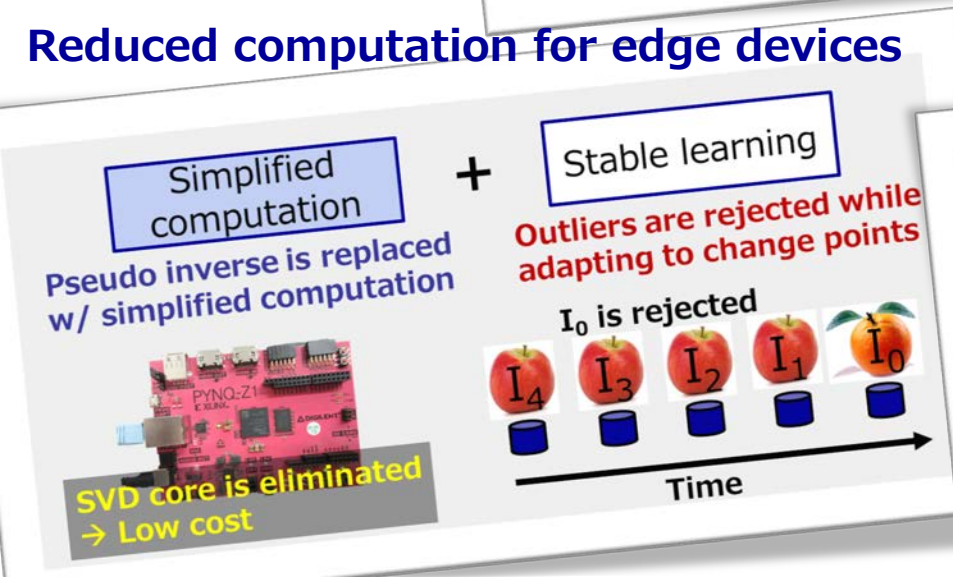 Reduced computation for edge devices
Simplified
computation
+
Stable learning
Pseudo inverse is replaced
w/ simplified computation
Outliers are rejected while
adapting to change points
I₀ is rejected
I₄ I₃ I₂ I₁ I₀
PYNQ-Z1
XILINX
DIGILENT
SVD core is eliminated
→ Low cost
Time